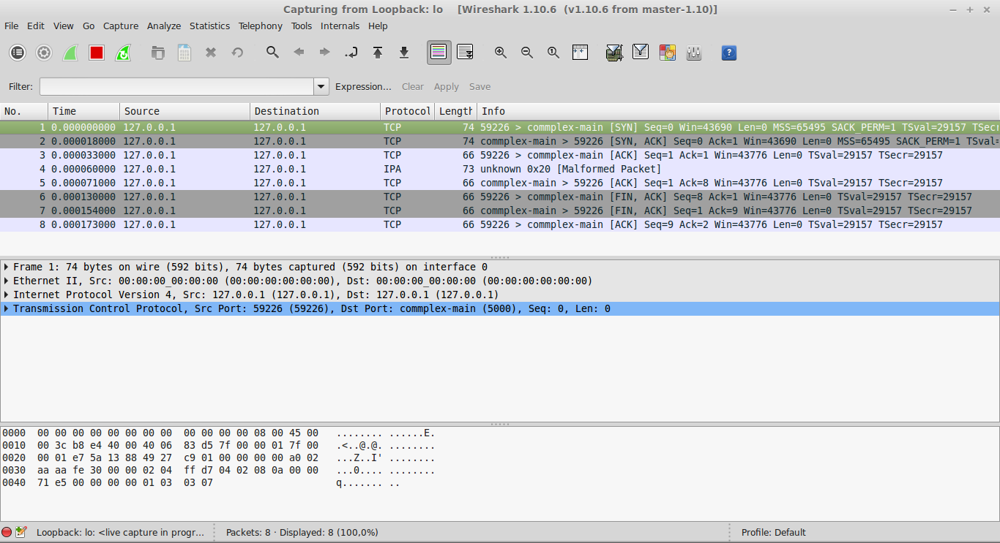 Capturing from Loopback: lo [Wireshark 1.10.6 (v1.10.6 from master-1.10)]
File Edit View Go Capture Analyze Statistics Telephony Tools Internals Help
Filter: Expression... Clear Apply Save
No. Time Source Destination Protocol Length Info
1 0.000000000 127.0.0.1 127.0.0.1 TCP 74 59226 > commplex-main [SYN] Seq=0 Win=43690 Len=0 MSS=65495 SACK_PERM=1 TSval=29157 TSecr
2 0.000018000 127.0.0.1 127.0.0.1 TCP 74 commplex-main > 59226 [SYN, ACK] Seq=0 Ack=1 Win=43690 Len=0 MSS=65495 SACK_PERM=1 TSval=
3 0.000033000 127.0.0.1 127.0.0.1 TCP 66 59226 > commplex-main [ACK] Seq=1 Ack=1 Win=43776 Len=0 TSval=29157 TSecr=29157
4 0.000060000 127.0.0.1 127.0.0.1 IPA 73 unknown 0x20 [Malformed Packet]
5 0.000071000 127.0.0.1 127.0.0.1 TCP 66 commplex-main > 59226 [ACK] Seq=1 Ack=8 Win=43776 Len=0 TSval=29157 TSecr=29157
6 0.000130000 127.0.0.1 127.0.0.1 TCP 66 59226 > commplex-main [FIN, ACK] Seq=8 Ack=1 Win=43776 Len=0 TSval=29157 TSecr=29157
7 0.000154000 127.0.0.1 127.0.0.1 TCP 66 commplex-main > 59226 [FIN, ACK] Seq=1 Ack=9 Win=43776 Len=0 TSval=29157 TSecr=29157
8 0.000173000 127.0.0.1 127.0.0.1 TCP 66 59226 > commplex-main [ACK] Seq=9 Ack=2 Win=43776 Len=0 TSval=29157 TSecr=29157
Frame 1: 74 bytes on wire (592 bits), 74 bytes captured (592 bits) on interface 0
Ethernet II, Src: 00:00:00_00:00:00 (00:00:00:00:00:00), Dst: 00:00:00_00:00:00 (00:00:00:00:00:00)
Internet Protocol Version 4, Src: 127.0.0.1 (127.0.0.1), Dst: 127.0.0.1 (127.0.0.1)
Transmission Control Protocol, Src Port: 59226 (59226), Dst Port: commplex-main (5000), Seq: 0, Len: 0
0000 00 00 00 00 00 00 00 00 00 00 00 00 08 00 45 00 ........ ......E.
0010 00 3c b8 e4 40 00 40 06 83 d5 7f 00 00 01 7f 00 .<..@.@. ........
0020 00 01 e7 5a 13 88 49 27 c9 01 00 00 00 00 a0 02 ...Z..I' ........
0030 aa aa fe 30 00 00 02 04 ff d7 04 02 08 0a 00 00 ...0.... ........
0040 71 e5 00 00 00 00 01 03 03 07 q....... ..
Loopback: lo: <live capture in progr... Packets: 8 · Displayed: 8 (100,0%) Profile: Default